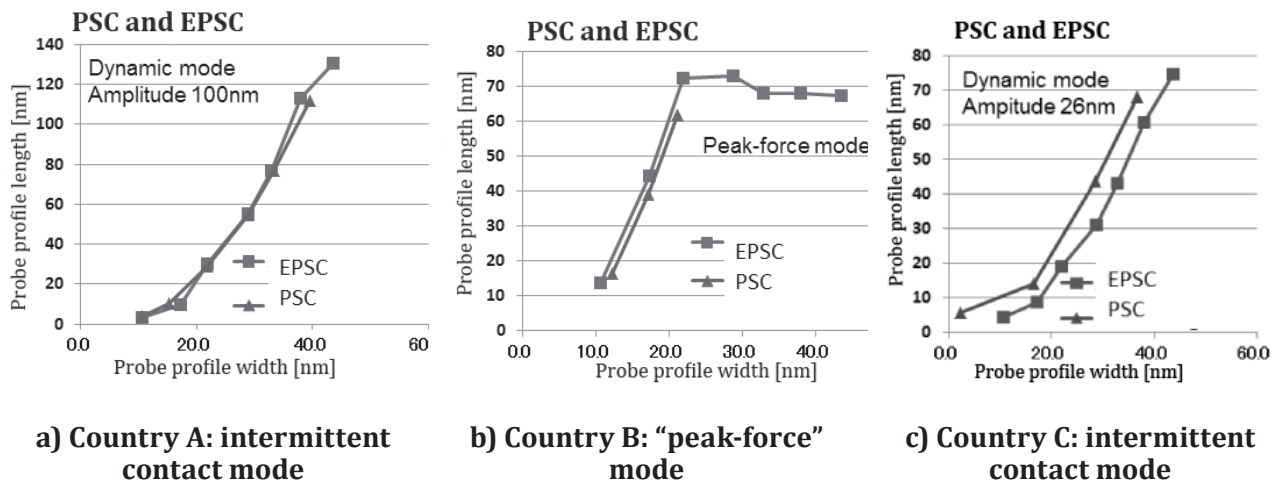 PSC and EPSC
140
120
100
80
60
40
20
0
0.0
20.0
40.0
60
Probe profile length [nm]
Dynamic mode
Amplitude 100nm
EPSC
PSC
Probe profile width [nm]
a) Country A: intermittent
contact mode
PSC and EPSC
80
70
60
50
40
30
20
10
0
0.0
10.0
20.0
30.0
40.0
Probe profile length [nm]
Peak-force mode
EPSC
PSC
Probe profile width [nm]
b) Country B: “peak-force”
mode
PSC and EPSC
80
70
60
50
40
30
20
10
0
0.0
20.0
40.0
60.0
Probe profile length [nm]
Dynamic mode
Amplitude 26nm
EPSC
PSC
Probe profile width [nm]
c) Country C: intermittent
contact mode